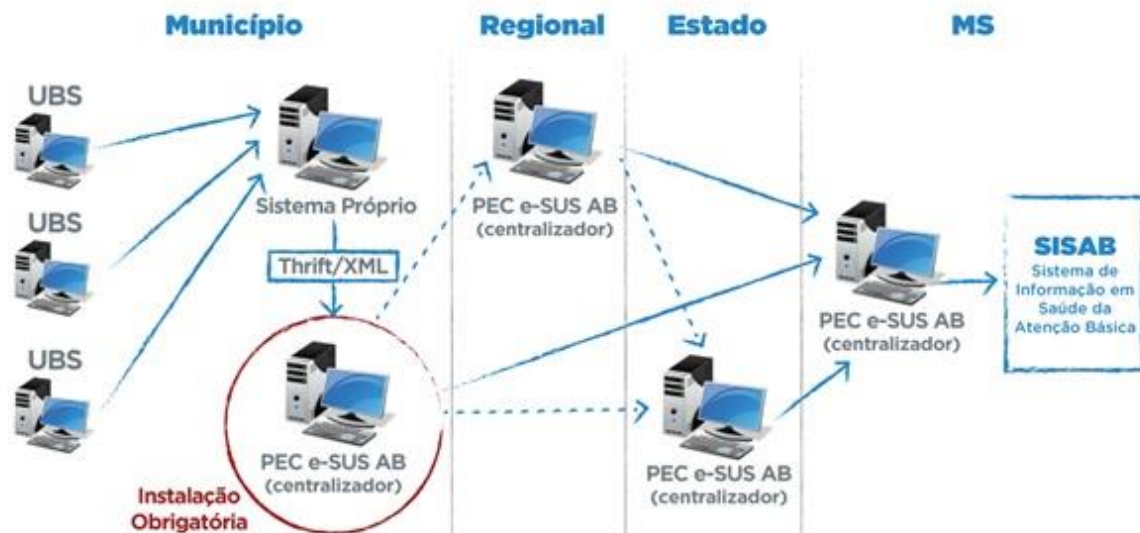 Município
Regional
Estado
MS
UBS
UBS
UBS
Sistema Próprio
Thrift/XML
PEC e-SUS AB
(centralizador)
Instalação
Obrigatória
PEC e-SUS AB
(centralizador)
PEC e-SUS AB
(centralizador)
PEC e-SUS AB
(centralizador)
SISAB
Sistema de
Informação em
Saúde da
Atenção Básica